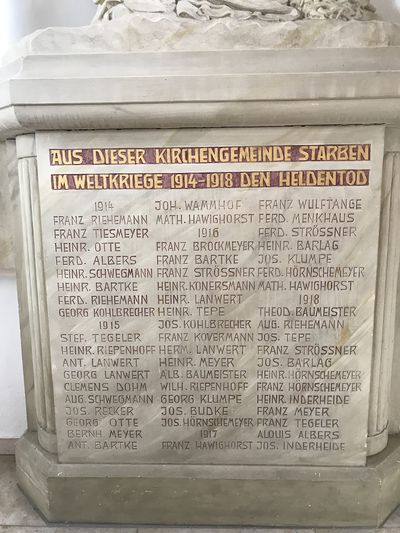 AUS DIESER KIRCHENGEMEINDE STARBEN
IM WELTKRIEGE 1914-1918 DEN HELDENTOD
1914
FRANZ RIEHEMANN
FRANZ TIESMEYER
HEINR. OTTE
FERD. ALBERS
HEINR. SCHWEGMANN
HEINR. BARTKE
FERD. RIEHEMANN
GEORG KOHLBRECHER
1915
STEF. TEGELER
HEINR. RIEPENHOFF
ANT. LANWERT
GEORG LANWERT
CLEMENS DOHM
AUG. SCHWEGMANN
JOS. RECKER
GEORG OTTE
BERNH. MEYER
ANT. BARTKE
JOH. WAMMHOF
MATH. HAWIGHORST
1916
FRANZ BROCKMEYER
FRANZ BARTKE
FRANZ STRÖSSNER
HEINR. KONERSMANN
HEINR. LANWERT
HEINR. TEPE
JOS. KOHLBRECHER
FRANZ KOVERMANN
HERM. LANWERT
HEINR. MEYER
ALB. BAUMEISTER
WILH. RIEPENHOFF
GEORG KLUMPE
JOS. BUDKE
JOS. HÖRNSCHEMEYER
1917
FRANZ HAWIGHORST
FRANZ WULFTANGE
FERD. MENKHAUS
FERD. STRÖSSNER
HEINR. BARLAG
JOS. KLUMPE
FERD. HÖRNSCHEMEYER
MATH. HAWIGHORST
1918
THEOD. BAUMEISTER
AUG. RIEHEMANN
JOS. TEPE
FRANZ STRÖSSNER
JOS. BARLAG
HEINR. HÖRNSCHEMEYER
FRANZ HÖRNSCHEMEYER
HEINR. INDERHEIDE
FRANZ MEYER
FRANZ TEGELER
ALOUIS ALBERS
JOS. INDERHEIDE